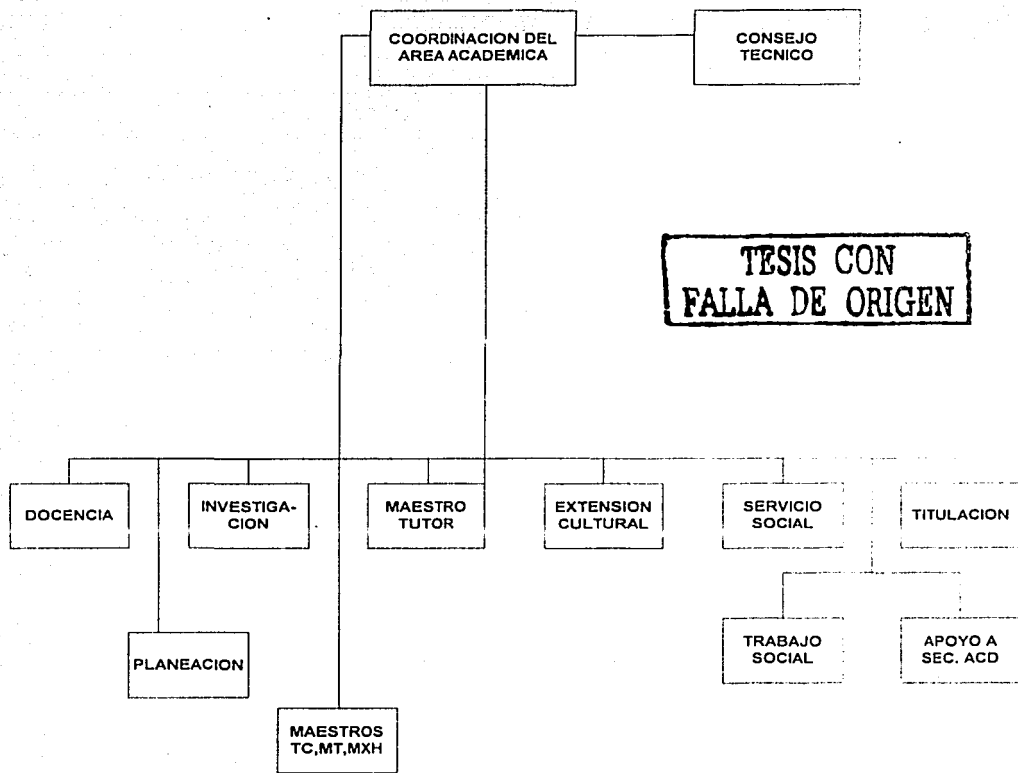 COORDINACION DEL
AREA ACADEMICA
CONSEJO
TECNICO
TESIS CON
FALLA DE ORIGEN
DOCENCIA
INVESTIGA-
CION
MAESTRO
TUTOR
EXTENSION
CULTURAL
SERVICIO
SOCIAL
TITULACION
PLANEACION
TRABAJO
SOCIAL
APOYO A
SEC. ACD
MAESTROS
TC,MT,MXH